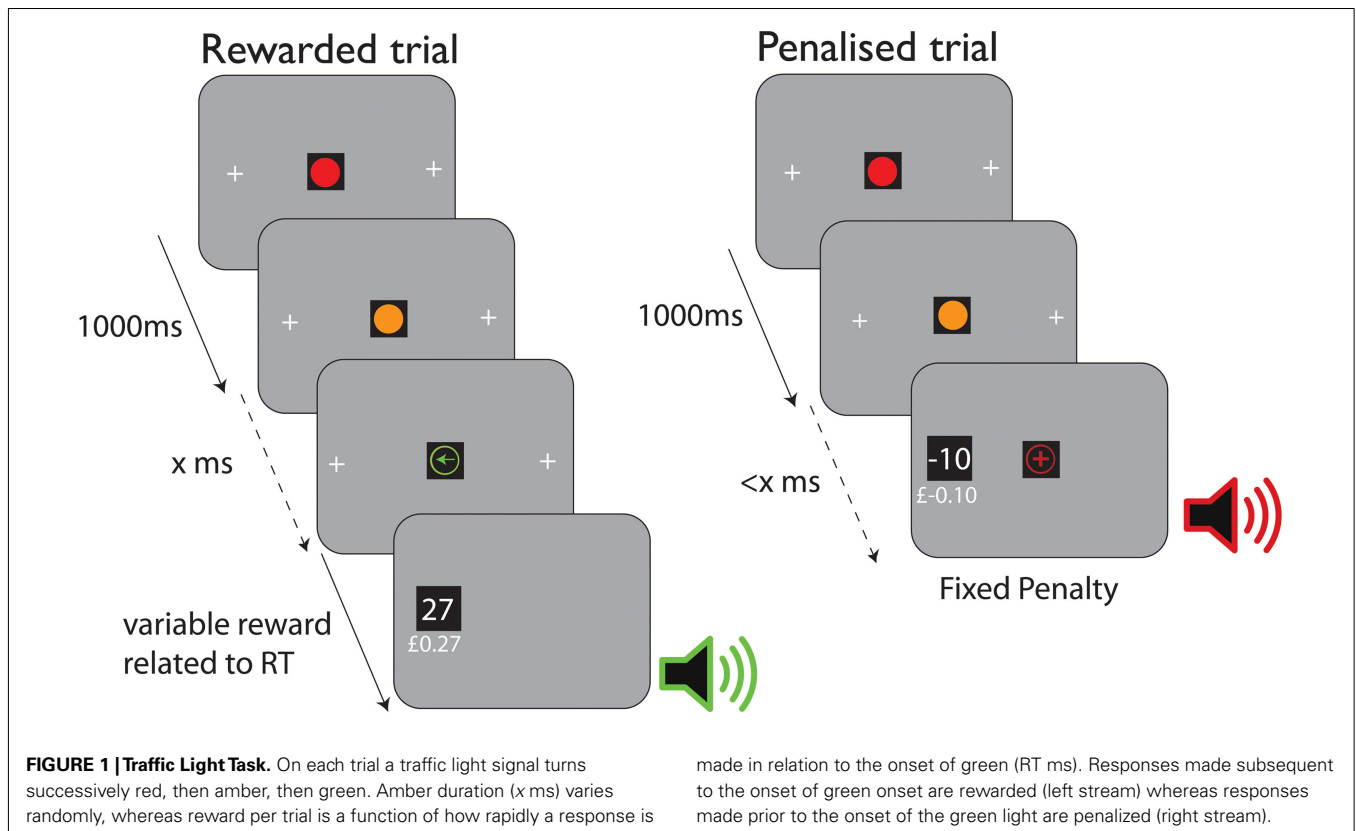 Rewarded trial
1000ms
x ms
variable reward
related to RT
27
£0.27
Penalised trial
1000ms
<x ms
-10
£-0.10
Fixed Penalty
FIGURE 1 | Traffic Light Task. On each trial a traffic light signal turns
successively red, then amber, then green. Amber duration (x ms) varies
randomly, whereas reward per trial is a function of how rapidly a response is
made in relation to the onset of green (RT ms). Responses made subsequent
to the onset of green onset are rewarded (left stream) whereas responses
made prior to the onset of the green light are penalized (right stream).